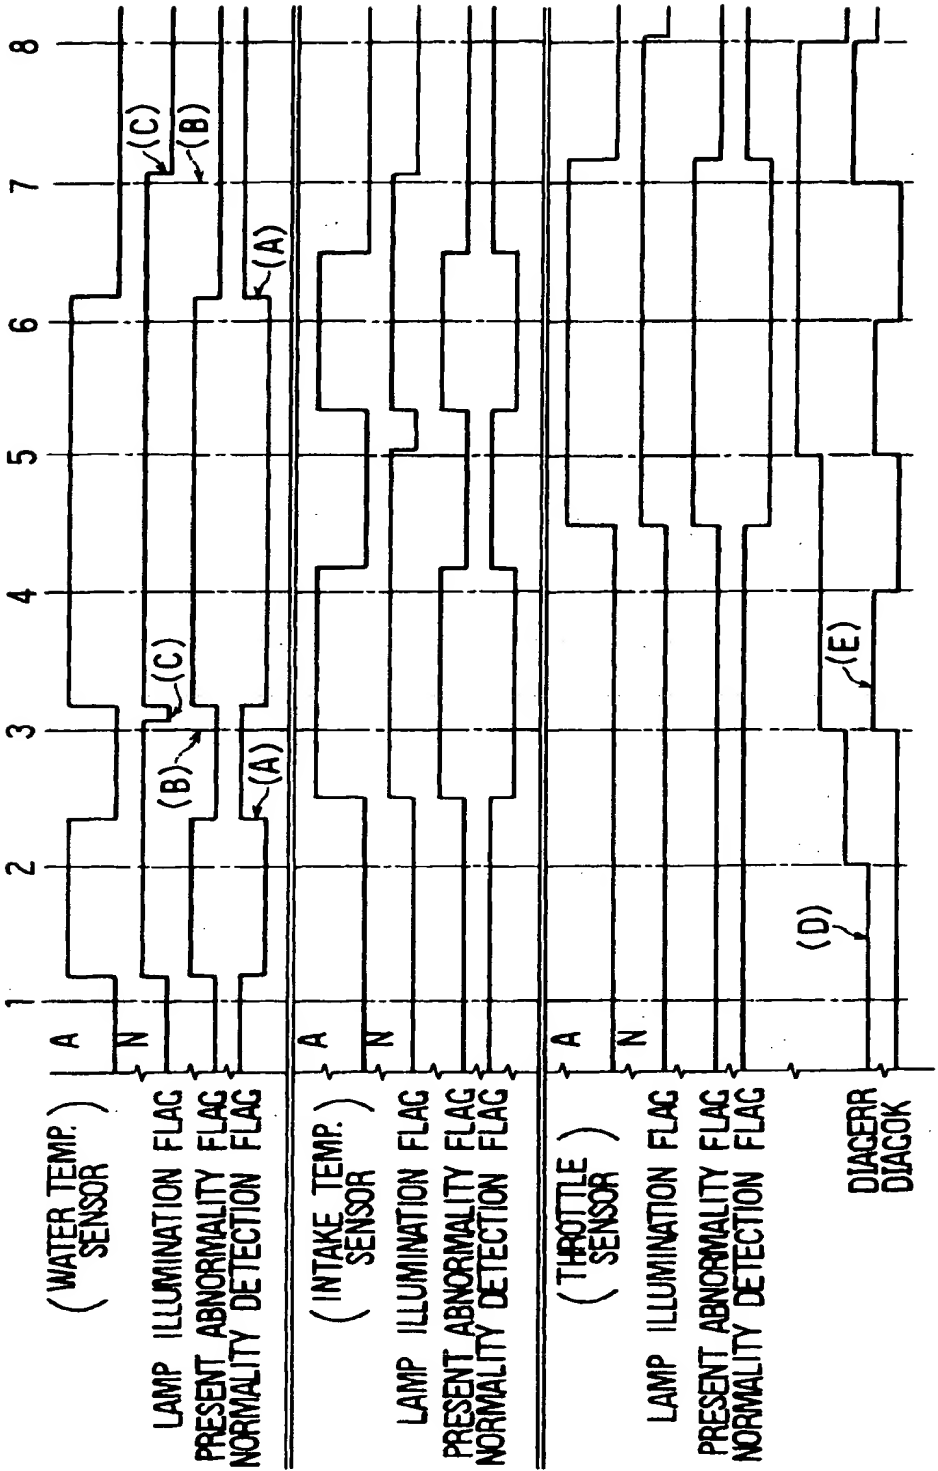 1 2 3 4 5 6 7 8
(WATER TEMP.
SENSOR)
A
N
LAMP ILLUMINATION FLAG
PRESENT ABNORMALITY FLAG
NORMALITY DETECTION FLAG
(B)
(A)
(C)
(A)
(C)
(B)
(INTAKE TEMP.
SENSOR)
A
N
LAMP ILLUMINATION FLAG
PRESENT ABNORMALITY FLAG
NORMALITY DETECTION FLAG
(THROTTLE
SENSOR)
A
N
LAMP ILLUMINATION FLAG
PRESENT ABNORMALITY FLAG
NORMALITY DETECTION FLAG
(D)
(E)
DIAGERR
DIAGOK